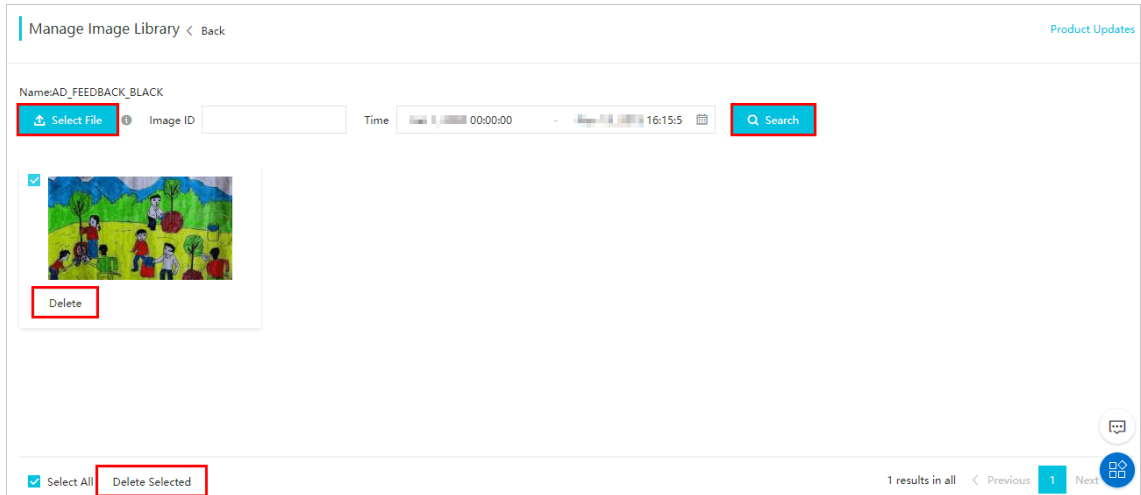 Manage Image Library < Back
Product Updates
Name:AD_FEEDBACK_BLACK
Select File Image ID Time 00:00:00 - 16:15:5 Search
Delete
Select All Delete Selected 1 results in all < Previous 1 Next